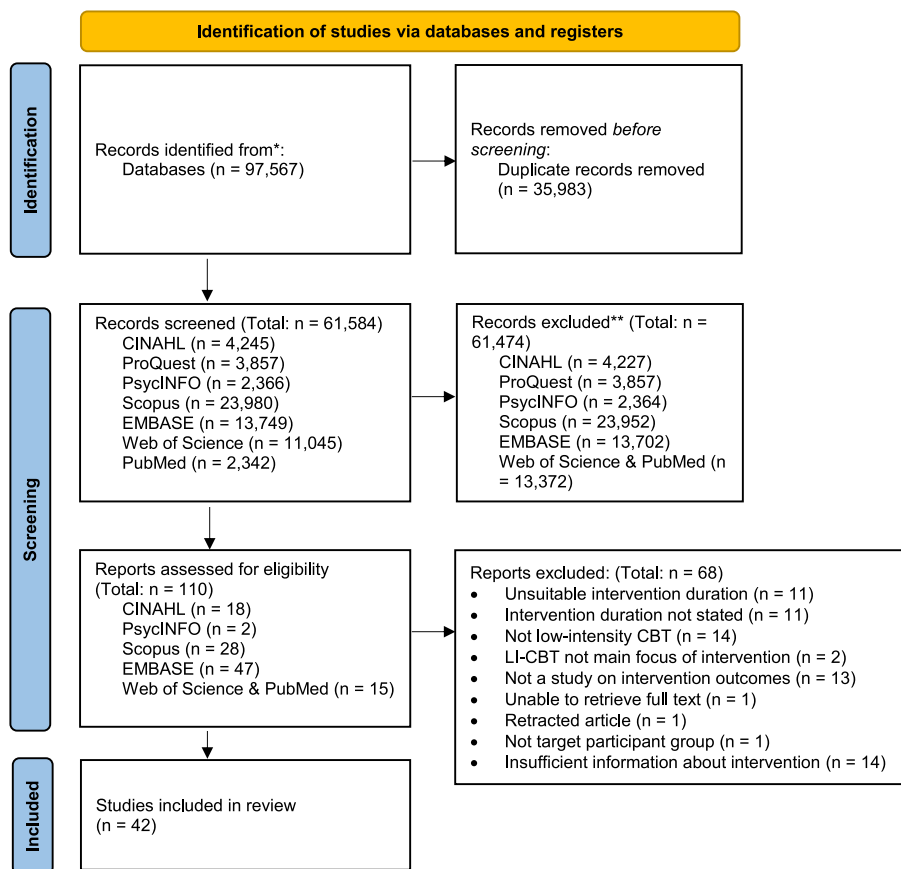 Identification of studies via databases and registers
Identification
Records identified from*:
Databases (n = 97,567)
Records removed before
screening:
Duplicate records removed
(n = 35,983)
Screening
Records screened (Total: n = 61,584)
CINAHL (n = 4,245)
ProQuest (n = 3,857)
PsycINFO (n = 2,366)
Scopus (n = 23,980)
EMBASE (n = 13,749)
Web of Science (n = 11,045)
PubMed (n = 2,342)
Records excluded** (Total: n =
61,474)
CINAHL (n = 4,227)
ProQuest (n = 3,857)
PsycINFO (n = 2,364)
Scopus (n = 23,952)
EMBASE (n = 13,702)
Web of Science & PubMed (n
= 13,372)
Reports assessed for eligibility
(Total: n = 110)
CINAHL (n = 18)
PsycINFO (n = 2)
Scopus (n = 28)
EMBASE (n = 47)
Web of Science & PubMed (n = 15)
Reports excluded: (Total: n = 68)
• Unsuitable intervention duration (n = 11)
• Intervention duration not stated (n = 11)
• Not low-intensity CBT (n = 14)
• LI-CBT not main focus of intervention (n = 2)
• Not a study on intervention outcomes (n = 13)
• Unable to retrieve full text (n = 1)
• Retracted article (n = 1)
• Not target participant group (n = 1)
• Insufficient information about intervention (n = 14)
Included
Studies included in review
(n = 42)